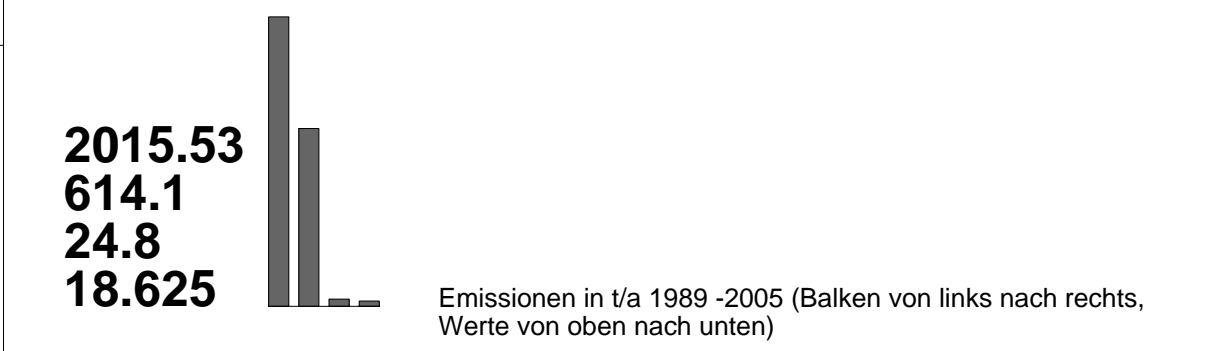 2015.53
614.1
24.8
18.625
Emissionen in t/a 1989 -2005 (Balken von links nach rechts,
Werte von oben nach unten)